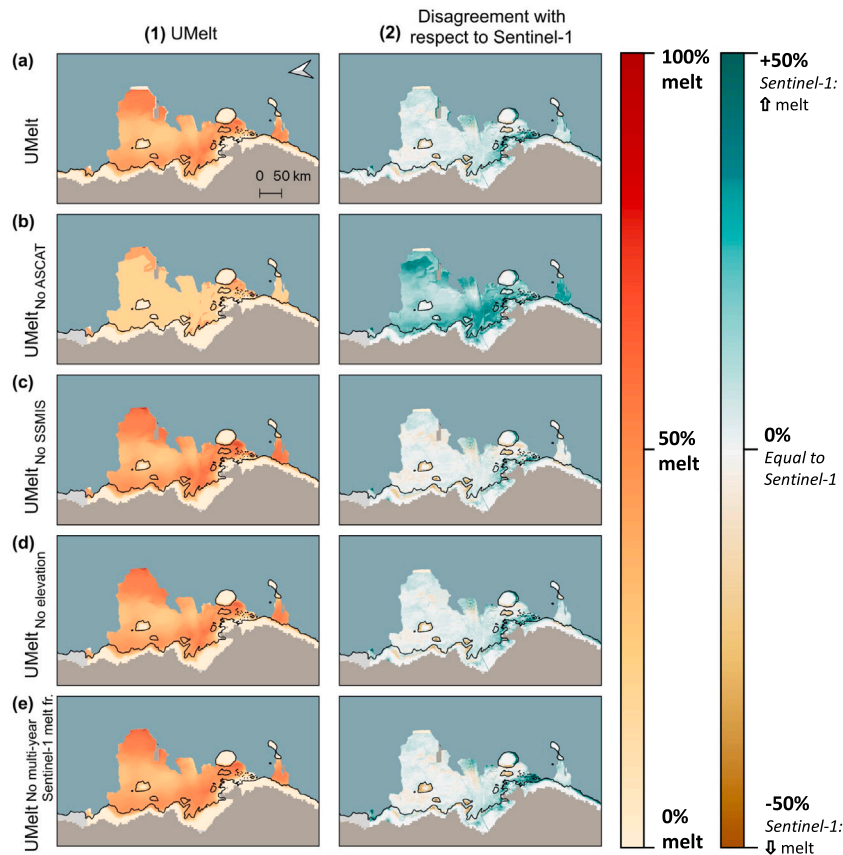 (1) UMelt
Disagreement with
(2) respect to Sentinel-1
(a)
UMelt
0 50 km
(b)
UMelt No ASCAT
(c)
UMelt No SSMIS
(d)
UMelt No elevation
(e)
UMelt No multi-year
Sentinel-1 melt fr.
100%
melt
50%
melt
0%
melt
+50%
Sentinel-1:
⇧ melt
0%
Equal to
Sentinel-1
-50%
Sentinel-1:
⇩ melt